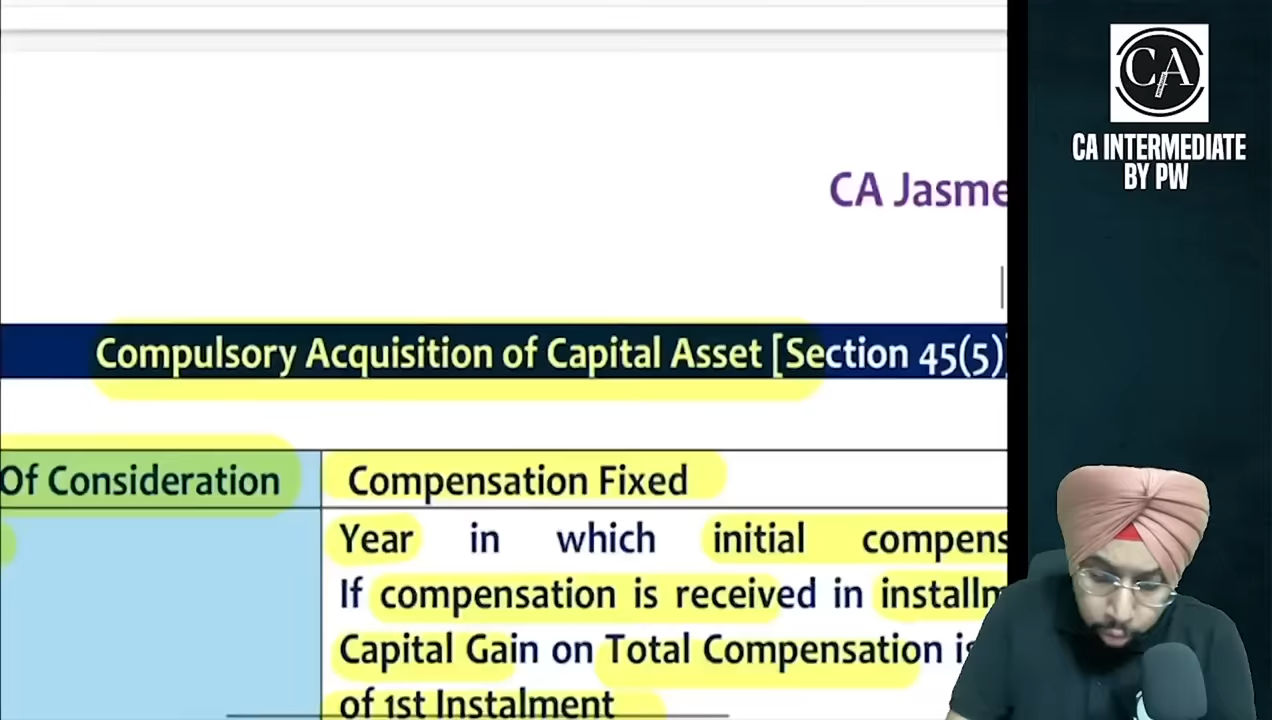 CA
CA INTERMEDIATE
BY PW
CA Jasme
Compulsory Acquisition of Capital Asset [Section 45(5)]
Of Consideration
Compensation Fixed
Year in which initial compens
If compensation is received in installm
Capital Gain on Total Compensation is
of 1st Instalment